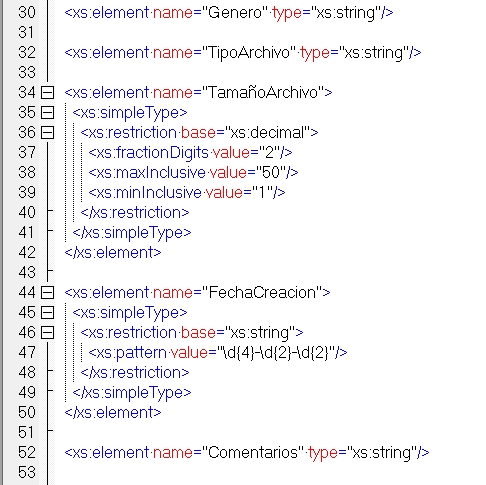 30 <xs:element name="Genero" type="xs:string"/>
31
32 <xs:element name="TipoArchivo" type="xs:string"/>
33
34 <xs:element name="TamañoArchivo">
35 <xs:simpleType>
36 <xs:restriction base="xs:decimal">
37 <xs:fractionDigits value="2"/>
38 <xs:maxInclusive value="50"/>
39 <xs:minInclusive value="1"/>
40 </xs:restriction>
41 </xs:simpleType>
42 </xs:element>
43
44 <xs:element name="FechaCreacion">
45 <xs:simpleType>
46 <xs:restriction base="xs:string">
47 <xs:pattern value="\d{4}-\d{2}-\d{2}"/>
48 </xs:restriction>
49 </xs:simpleType>
50 </xs:element>
51
52 <xs:element name="Comentarios" type="xs:string"/>
53